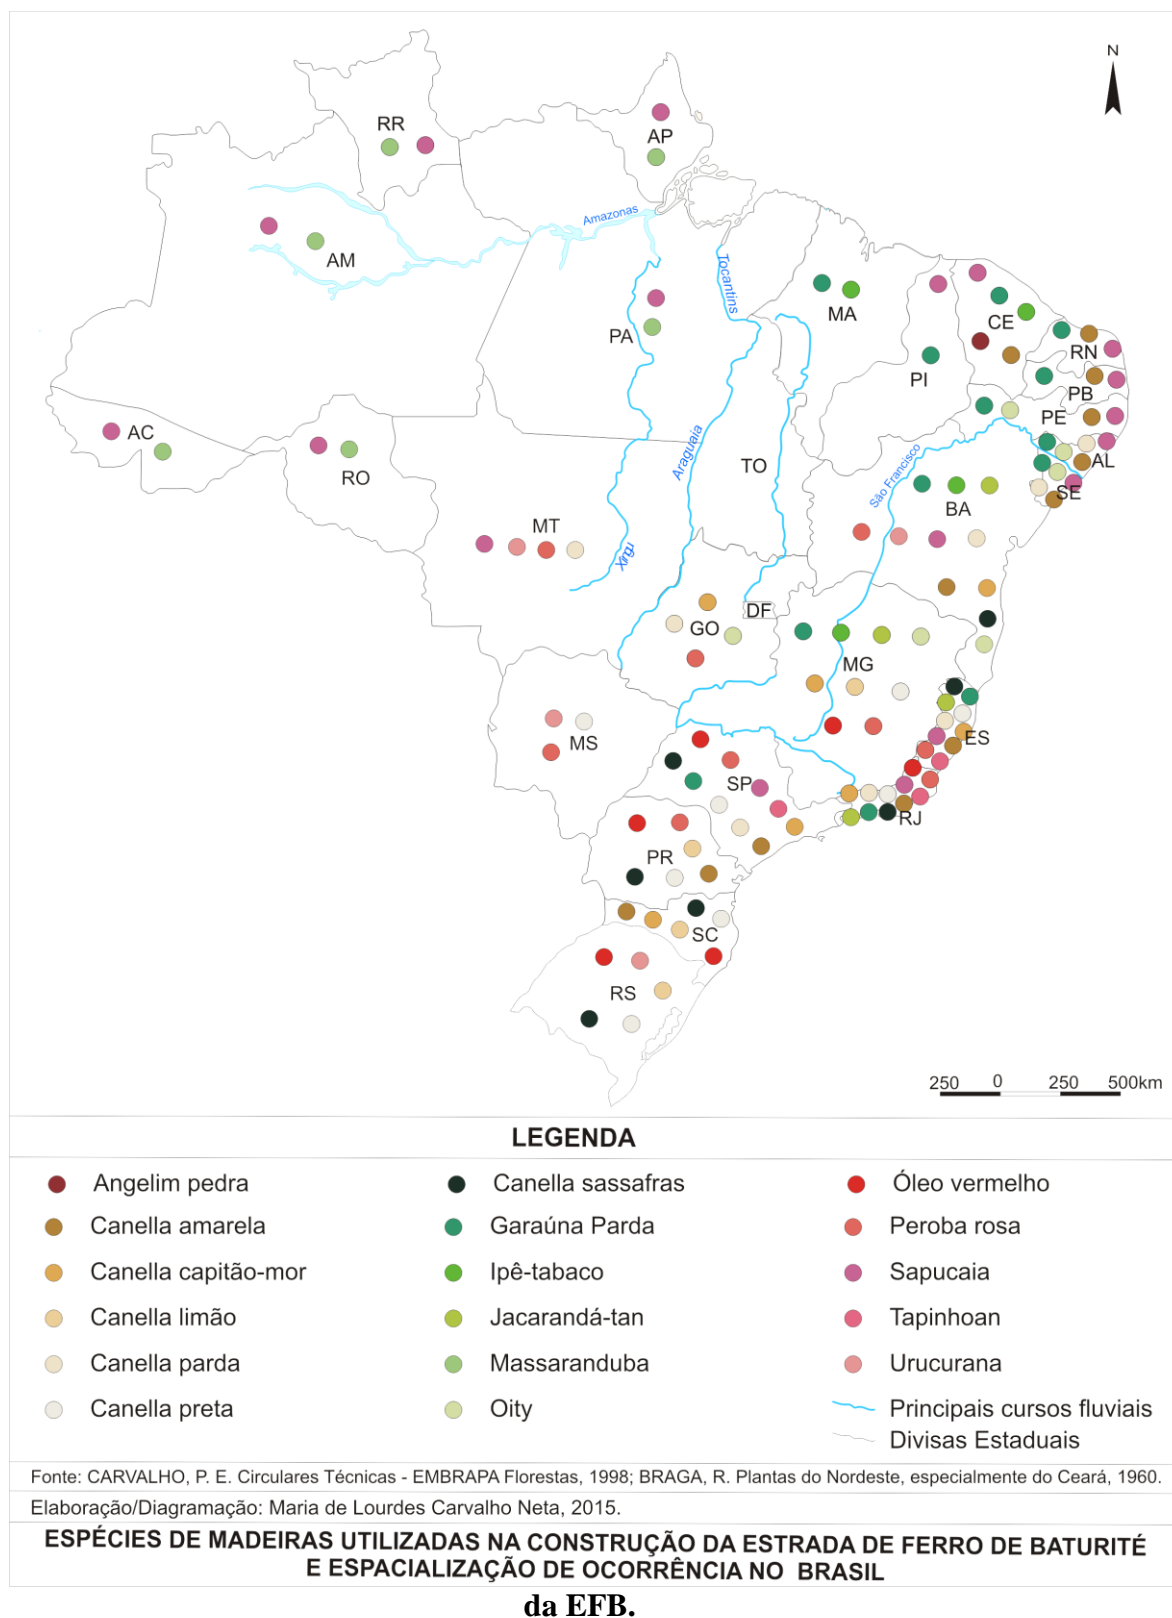 N
RR
AP
Amazonas
AM
Tocantins
MA
CE
PA
RN
PI
PB
PE
AC
Araguaia
AL
RO
TO
São Francisco
SE
BA
MT
Xingu
DF
GO
MG
ES
MS
SP
RJ
PR
SC
RS
250 0 250 500km
LEGENDA
Angelim pedra
Canella amarela
Canella capitão-mor
Canella limão
Canella parda
Canella preta
Canella sassafras
Garaúna Parda
Ipê-tabaco
Jacarandá-tan
Massaranduba
Oity
Óleo vermelho
Peroba rosa
Sapucaia
Tapinhoan
Urucurana
Principais cursos fluviais
Divisas Estaduais
Fonte: CARVALHO, P. E. Circulares Técnicas - EMBRAPA Florestas, 1998; BRAGA, R. Plantas do Nordeste, especialmente do Ceará, 1960.
Elaboração/Diagramação: Maria de Lourdes Carvalho Neta, 2015.
ESPÉCIES DE MADEIRAS UTILIZADAS NA CONSTRUÇÃO DA ESTRADA DE FERRO DE BATURITÉ
E ESPACIALIZAÇÃO DE OCORRÊNCIA NO BRASIL
da EFB.